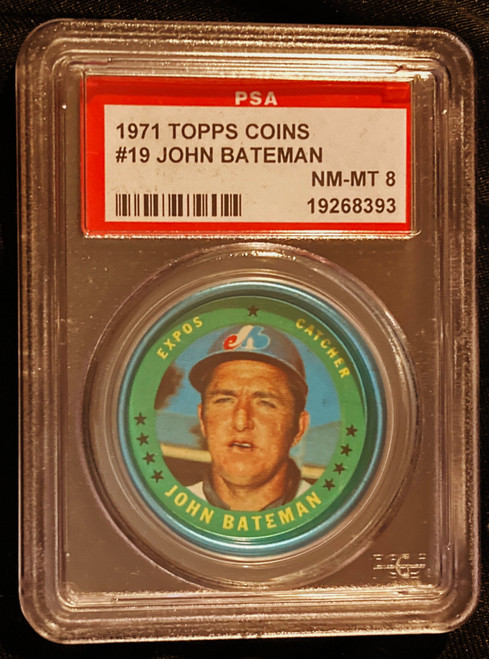 PSA
1971 TOPPS COINS
#19 JOHN BATEMAN
NM-MT 8
19268393
EXPOS ★ CATCHER
JOHN BATEMAN